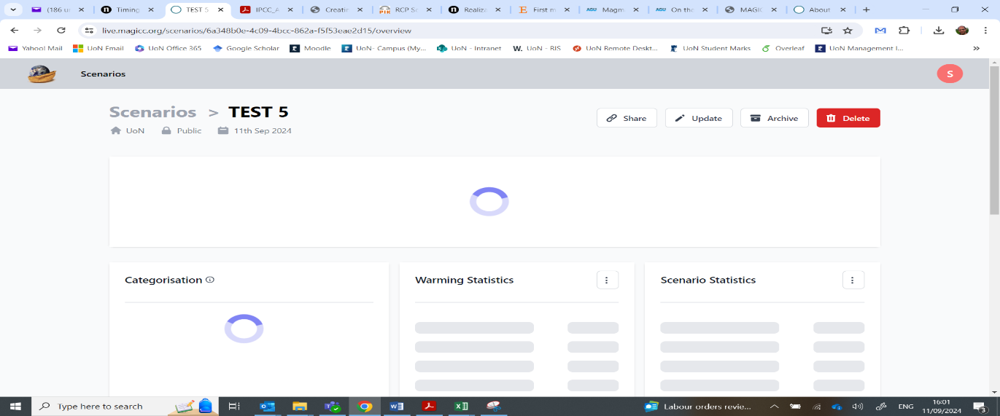 (186 u
Timing
TEST 5
IPCC_A
Creatin
RCP Sc
Realiza
First m
Magm
On the
MAGIC
About
live.magicc.org/scenarios/6a348b0e-4c09-4bcc-862a-f5f53eae2d15/overview
Yahoo! Mail
UoN Email
UoN Office 365
Google Scholar
Moodle
UoN- Campus (My...
UoN - Intranet
UoN - RIS
UoN Remote Deskt...
UoN Student Marks
Overleaf
UoN Management I...
Scenarios
S
Scenarios > TEST 5
UoN Public 11th Sep 2024
Share
Update
Archive
Delete
Categorisation
Warming Statistics
Scenario Statistics
Type here to search
Labour orders revie...
ENG
16:01
11/09/2024
3